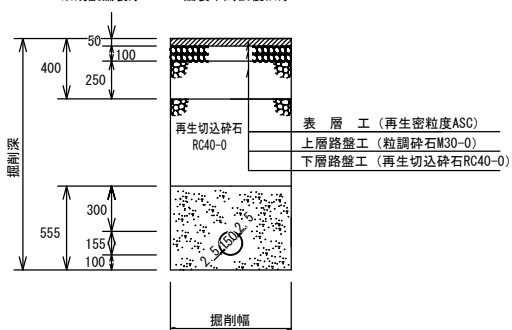 50
100
400
250
表 層 工 (再生密粒度ASC)
再生切込砕石
RC40-0
上層路盤工 (粒調砕石M30-0)
下層路盤工 (再生切込砕石RC40-0)
掘削深
300
555
155
100
2.5 150 2.5
掘削幅